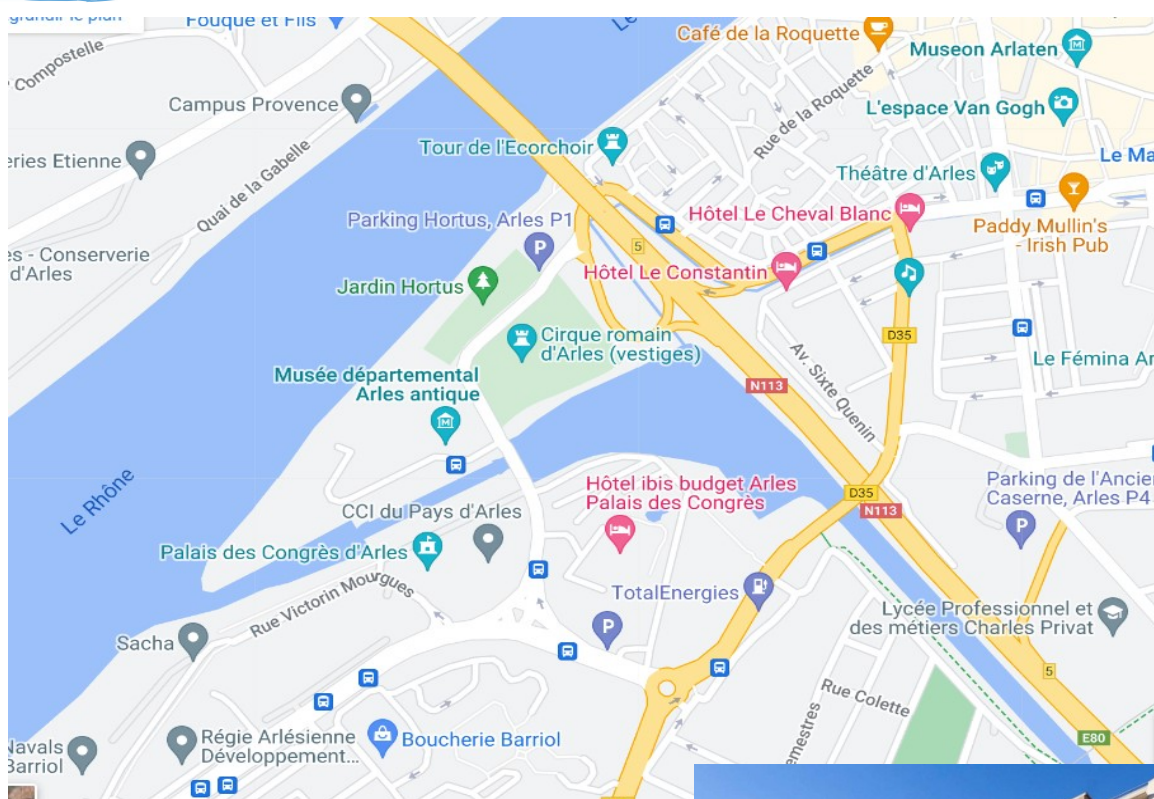 grandir le plan
Fouque et Fils
Le
Café de la Roquette
Museon Arlaten
Compostelle
Campus Provence
Rue de la Roquette
L'espace Van Gogh
Tour de l'Ecorchoir
eries Etienne
Quai de la Gabelle
Le Ma
Théâtre d'Arles
Hôtel Le Cheval Blanc
Parking Hortus, Arles P1
P
Paddy Mullin's
- Irish Pub
5
es - Conserverie
d'Arles
Hôtel Le Constantin
Jardin Hortus
Cirque romain
d'Arles (vestiges)
D35
Le Fémina Ar
Av. Sixte Quenin
Musée départemental
Arles antique
M
N113
Le Rhône
Hôtel ibis budget Arles
Palais des Congrès
D35
N113
Parking de l'Ancie
Caserne, Arles P4
P
CCI du Pays d'Arles
Palais des Congrès d'Arles
TotalEnergies
Rue Victorin Mourgues
Lycée Professionnel et
des métiers Charles Privat
Sacha
P
5
Rue Colette
emestres
Navals
Barriol
Régie Arlésienne
Développement...
Boucherie Barriol
E80